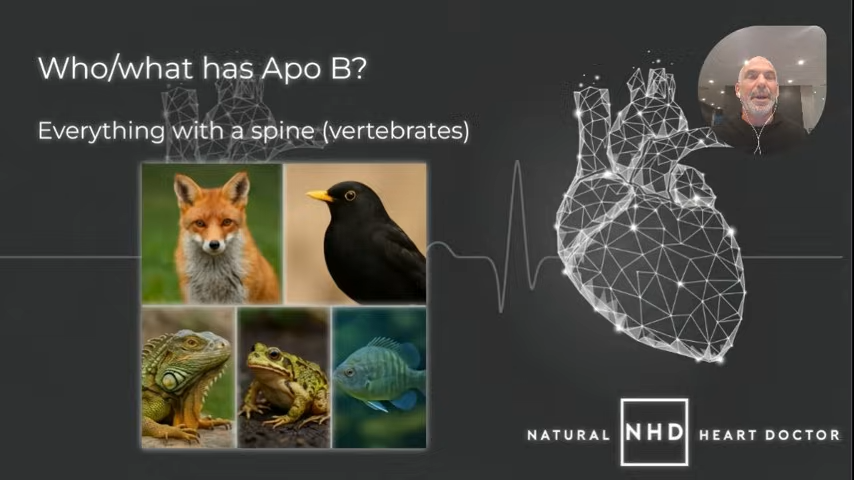 Who/what has Apo B?
Everything with a spine (vertebrates)
NATURAL NHD HEART DOCTOR